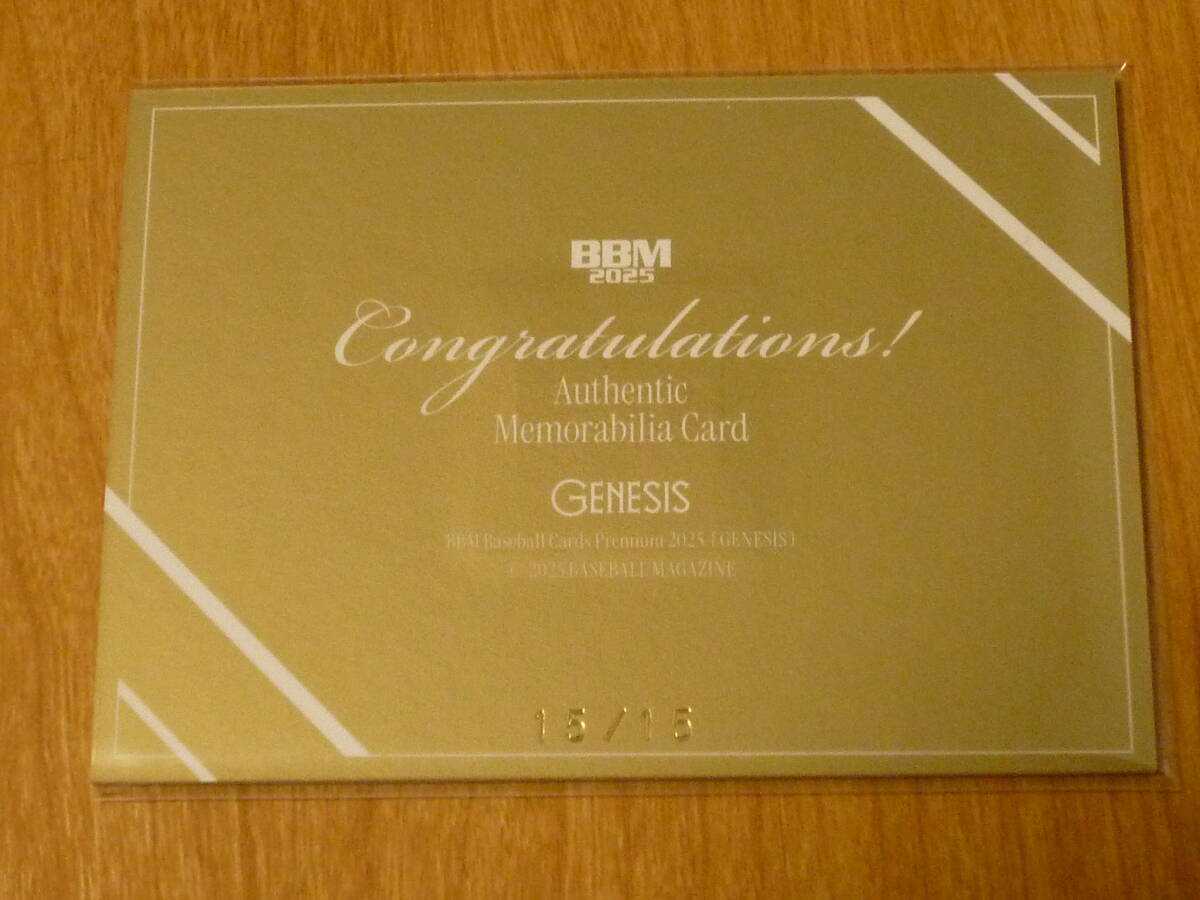 BBM
2025
Congratulations!
Authentic
Memorabilia Card
GENESIS
BBM Baseball Cards Premium 2025 [GENESIS]
© 2025 BASEBALL MAGAZINE
15/15